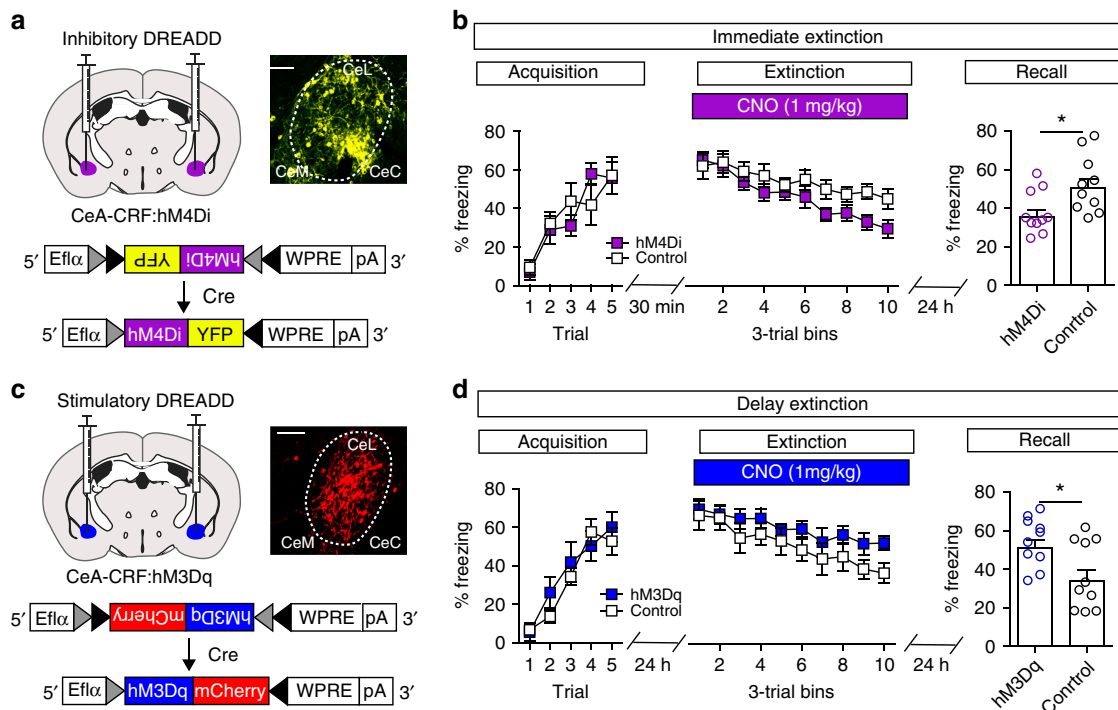 a
Inhibitory DREADD
CeL
CeM
CeC
CeA-CRF:hM4Di
5′ Eflα YFP hM4Di WPRE pA 3′
Cre
5′ Eflα hM4Di YFP WPRE pA 3′
b
Immediate extinction
Acquisition
Extinction
Recall
CNO (1 mg/kg)
% freezing
80
60
40
20
0
hM4Di
Control
1 2 3 4 5
Trial
30 min
2 4 6 8 10
3-trial bins
24 h
% freezing
80
60
40
20
0
*
hM4Di
Conrtrol
c
Stimulatory DREADD
CeL
CeM
CeC
CeA-CRF:hM3Dq
5′ Eflα mCherry hM3Dq WPRE pA 3′
Cre
5′ Eflα hM3Dq mCherry WPRE pA 3′
d
Delay extinction
Acquisition
Extinction
Recall
CNO (1mg/kg)
% freezing
80
60
40
20
0
hM3Dq
Control
1 2 3 4 5
Trial
24 h
2 4 6 8 10
3-trial bins
24 h
% freezing
80
60
40
20
0
*
hM3Dq
Conrtrol